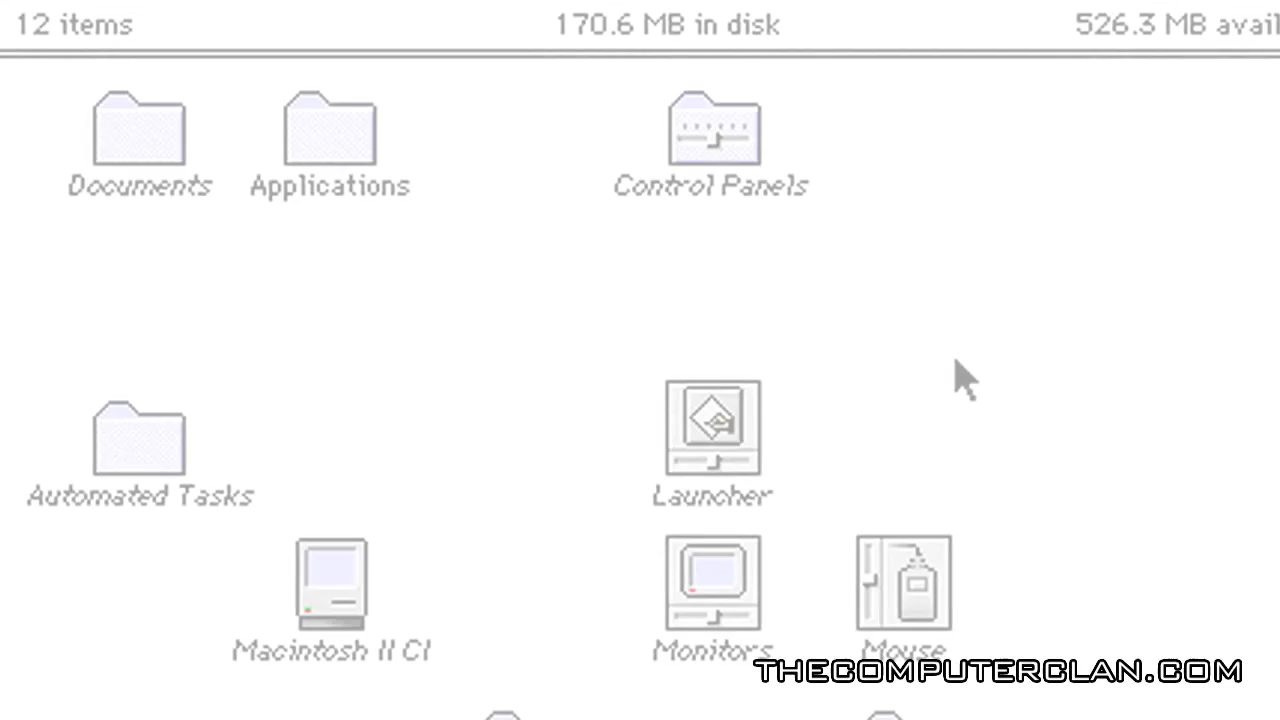 12 items 170.6 MB in disk 526.3 MB avail
Documents Applications Control Panels
Automated Tasks Launcher
Macintosh II CI Monitors Mouse
THECOMPUTERCLAN.COM